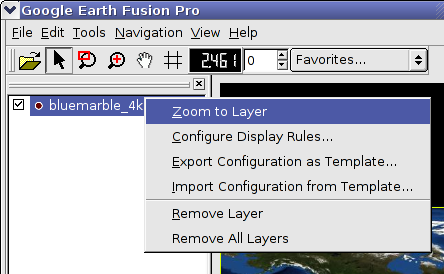 Google Earth Fusion Pro
File Edit Tools Navigation View Help
2461 0 Favorites...
bluemarble_4k
Zoom to Layer
Configure Display Rules...
Export Configuration as Template...
Import Configuration from Template...
Remove Layer
Remove All Layers